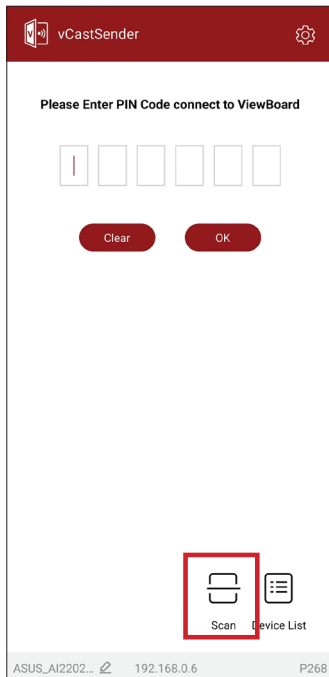 vCastSender
Please Enter PIN Code connect to ViewBoard
Clear OK
Scan Device List
ASUS_AI2202... 192.168.0.6 P268